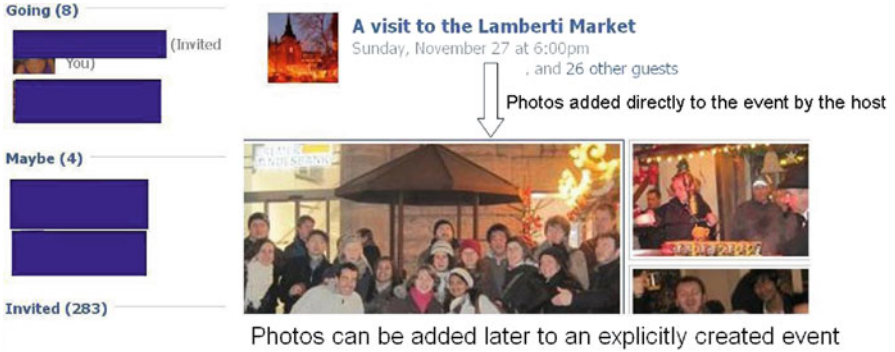 Going (8)
(Invited
You)
Maybe (4)
Invited (283)
A visit to the Lamberti Market
Sunday, November 27 at 6:00pm
, and 26 other guests
Photos added directly to the event by the host
LANDESBANK
Photos can be added later to an explicitly created event